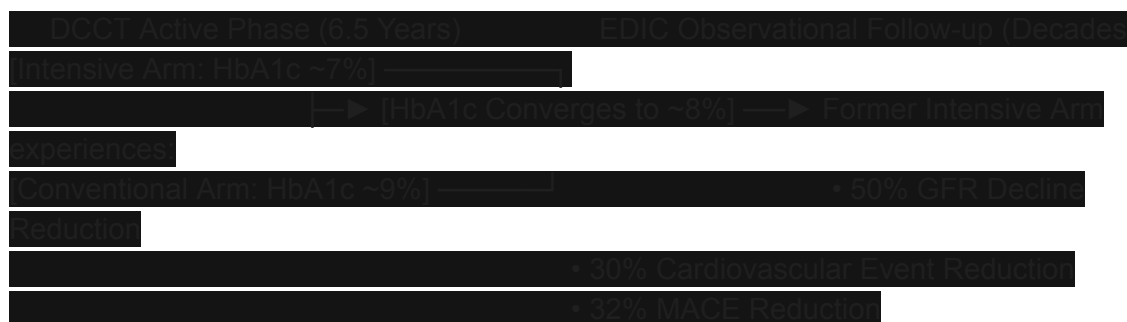 DCCT Active Phase (6.5 Years) EDIC Observational Follow-up (Decades
[Intensive Arm: HbA1c ~7%] ─────────┐
├─► [HbA1c Converges to ~8%] ──► Former Intensive Arm
experiences:
[Conventional Arm: HbA1c ~9%] ──────┘ • 50% GFR Decline
Reduction
• 30% Cardiovascular Event Reduction
• 32% MACE Reduction